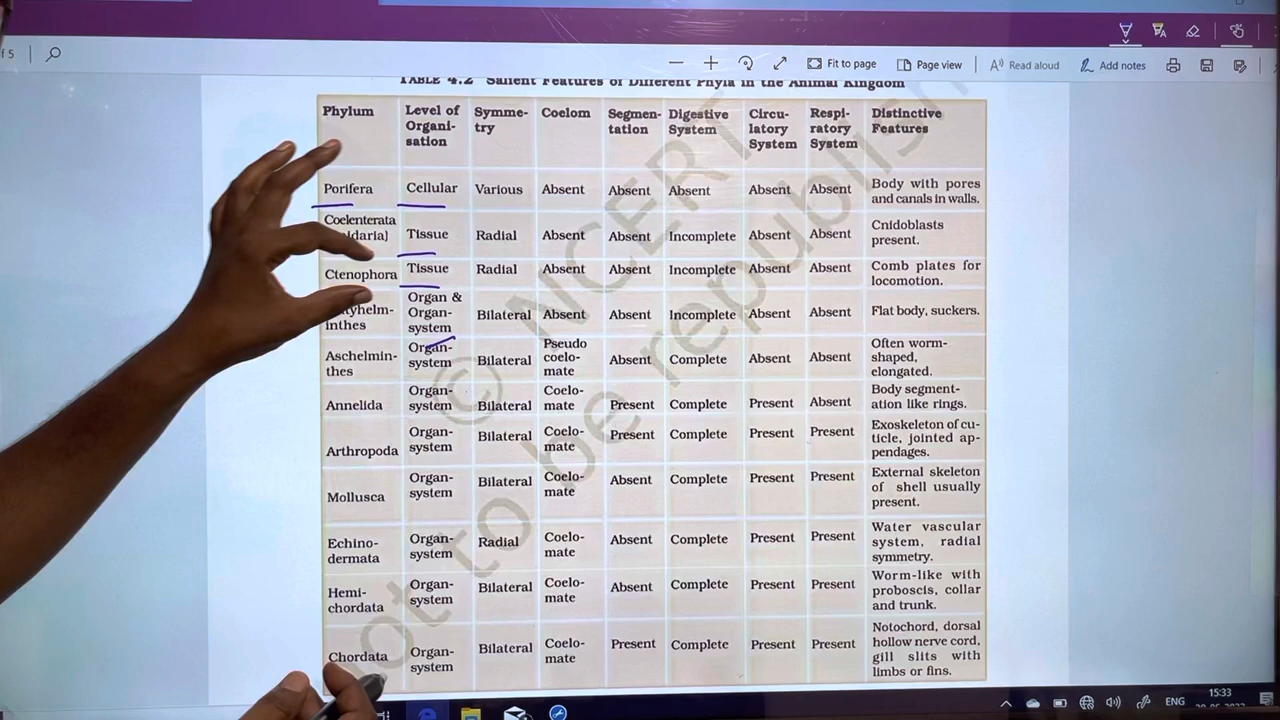 f 5
Fit to page
Page view
Read aloud
Add notes
TABLE 4.2 Salient Features of Different Phyla in the Animal Kingdom
Phylum
Level of
Organi-
sation
Symme-
try
Coelom
Segmen-
tation
Digestive
System
Circu-
latory
System
Respi-
ratory
System
Distinctive
Features
Porifera
Cellular
Various
Absent
Absent
Absent
Absent
Absent
Body with pores
and canals in walls.
Coelenterata
Tissue
Radial
Absent
Absent
Incomplete
Absent
Absent
Cnidoblasts
present.
Ctenophora
Tissue
Radial
Absent
Absent
Incomplete
Absent
Absent
Comb plates for
locomotion.
inthes
Organ &
Organ-
system
Bilateral
Absent
Absent
Incomplete
Absent
Absent
Flat body, suckers.
Aschelmin-
thes
Organ-
system
Bilateral
Pseudo
coelo-
mate
Absent
Complete
Absent
Absent
Often worm-
shaped,
elongated.
Annelida
Organ-
system
Bilateral
Coelo-
mate
Present
Complete
Present
Absent
Body segment-
ation like rings.
Arthropoda
Organ-
system
Bilateral
Coelo-
mate
Present
Complete
Present
Present
Exoskeleton of cu-
ticle, jointed ap-
pendages.
Mollusca
Organ-
system
Bilateral
Coelo-
mate
Absent
Complete
Present
Present
External skeleton
of shell usually
present.
Echino-
dermata
Organ-
system
Radial
Coelo-
mate
Absent
Complete
Present
Present
Water vascular
system, radial
symmetry.
Hemi-
chordata
Organ-
system
Bilateral
Coelo-
mate
Absent
Complete
Present
Present
Worm-like with
proboscis, collar
and trunk.
Chordata
Organ-
system
Bilateral
Coelo-
mate
Present
Complete
Present
Present
Notochord, dorsal
hollow nerve cord,
gill slits with
limbs or fins.
© NCERT
not to be republish
ENG
15:33